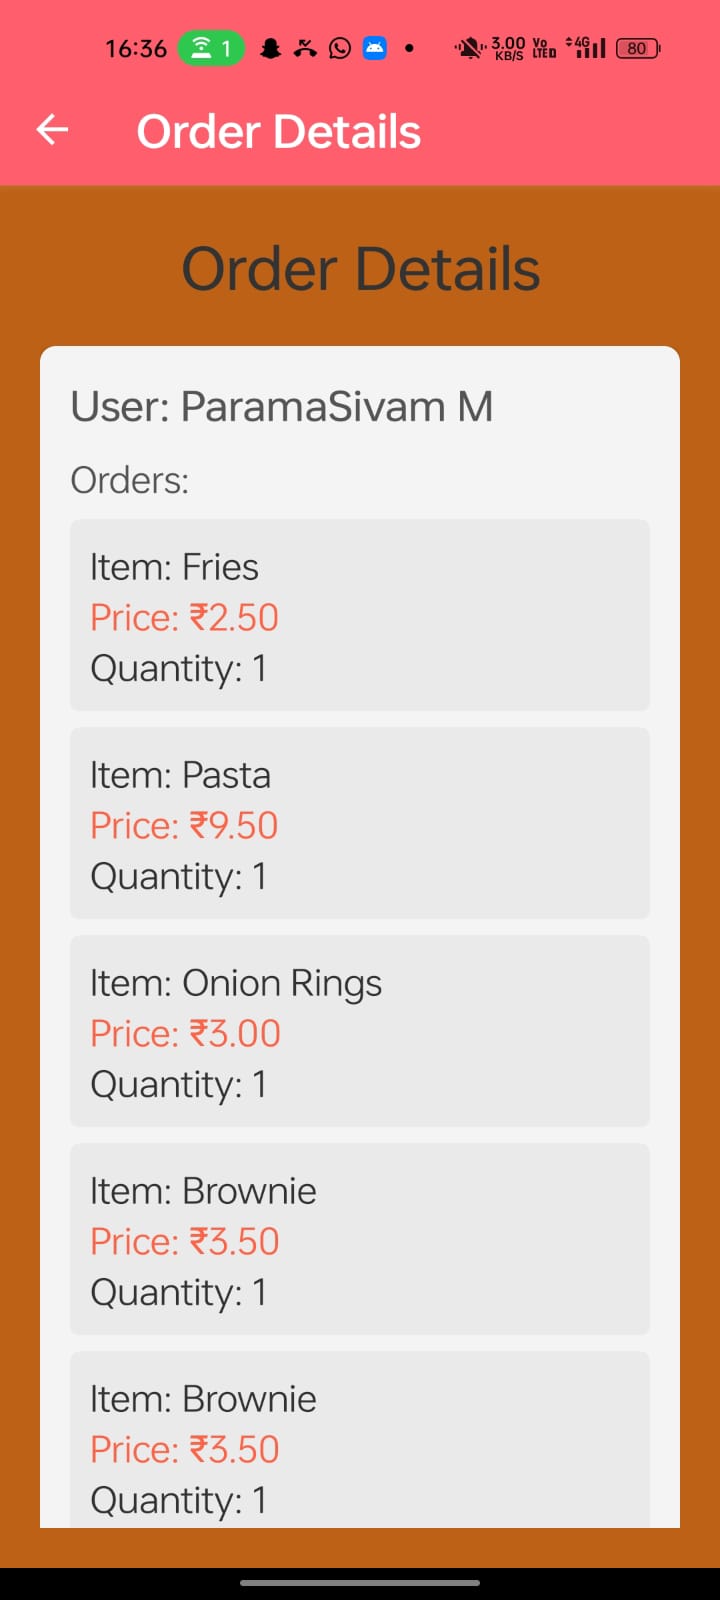 16:36 1 3.00 KB/S Vo LTE D 4G 80
Order Details
Order Details
User: ParamaSivam M
Orders:
Item: Fries
Price: ₹2.50
Quantity: 1
Item: Pasta
Price: ₹9.50
Quantity: 1
Item: Onion Rings
Price: ₹3.00
Quantity: 1
Item: Brownie
Price: ₹3.50
Quantity: 1
Item: Brownie
Price: ₹3.50
Quantity: 1